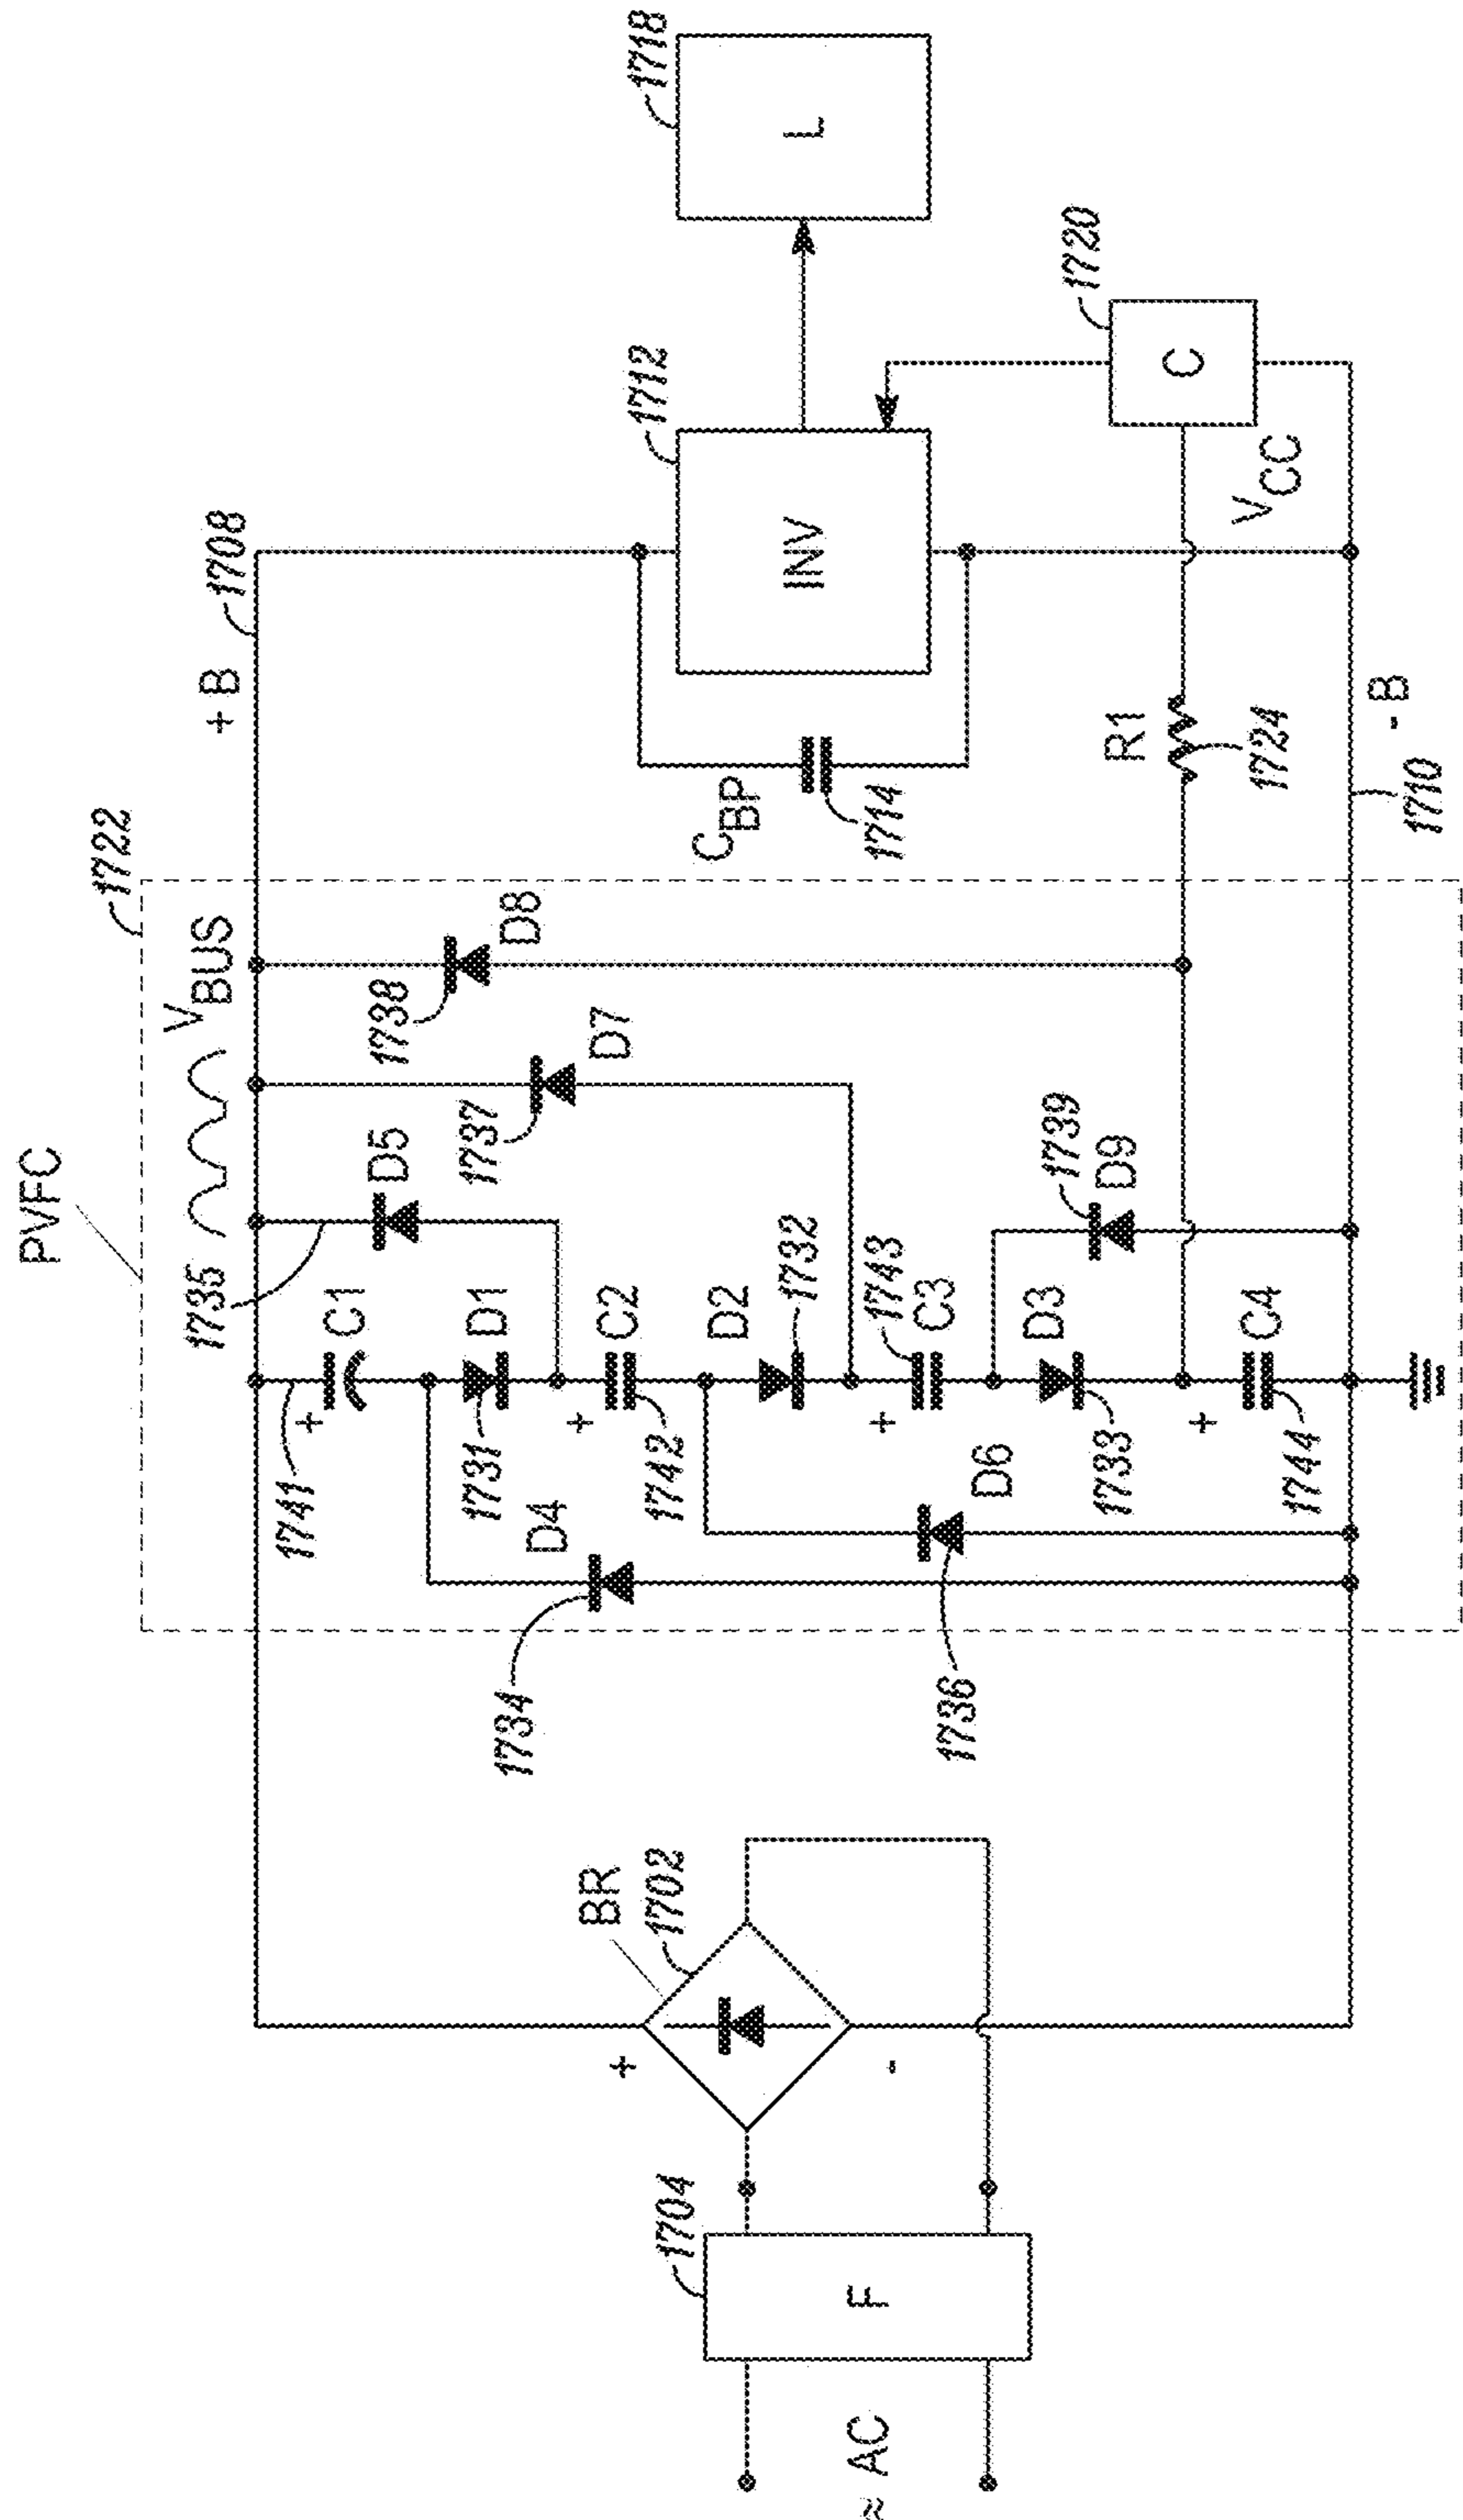 ≈ AC
F
1704
BR
1702
+
-
PVFC
1722
VBUS
1735
1741
+
C1
D1
1731
D5
D4
1734
+
C2
1742
D2
1732
D7
1737
D8
1738
D6
1736
+
1743
C3
D3
1733
D9
1739
+
C4
1744
+ B
1708
CBP
1714
INV
1712
L
1718
R1
1724
VCC
C
1720
- B
1710